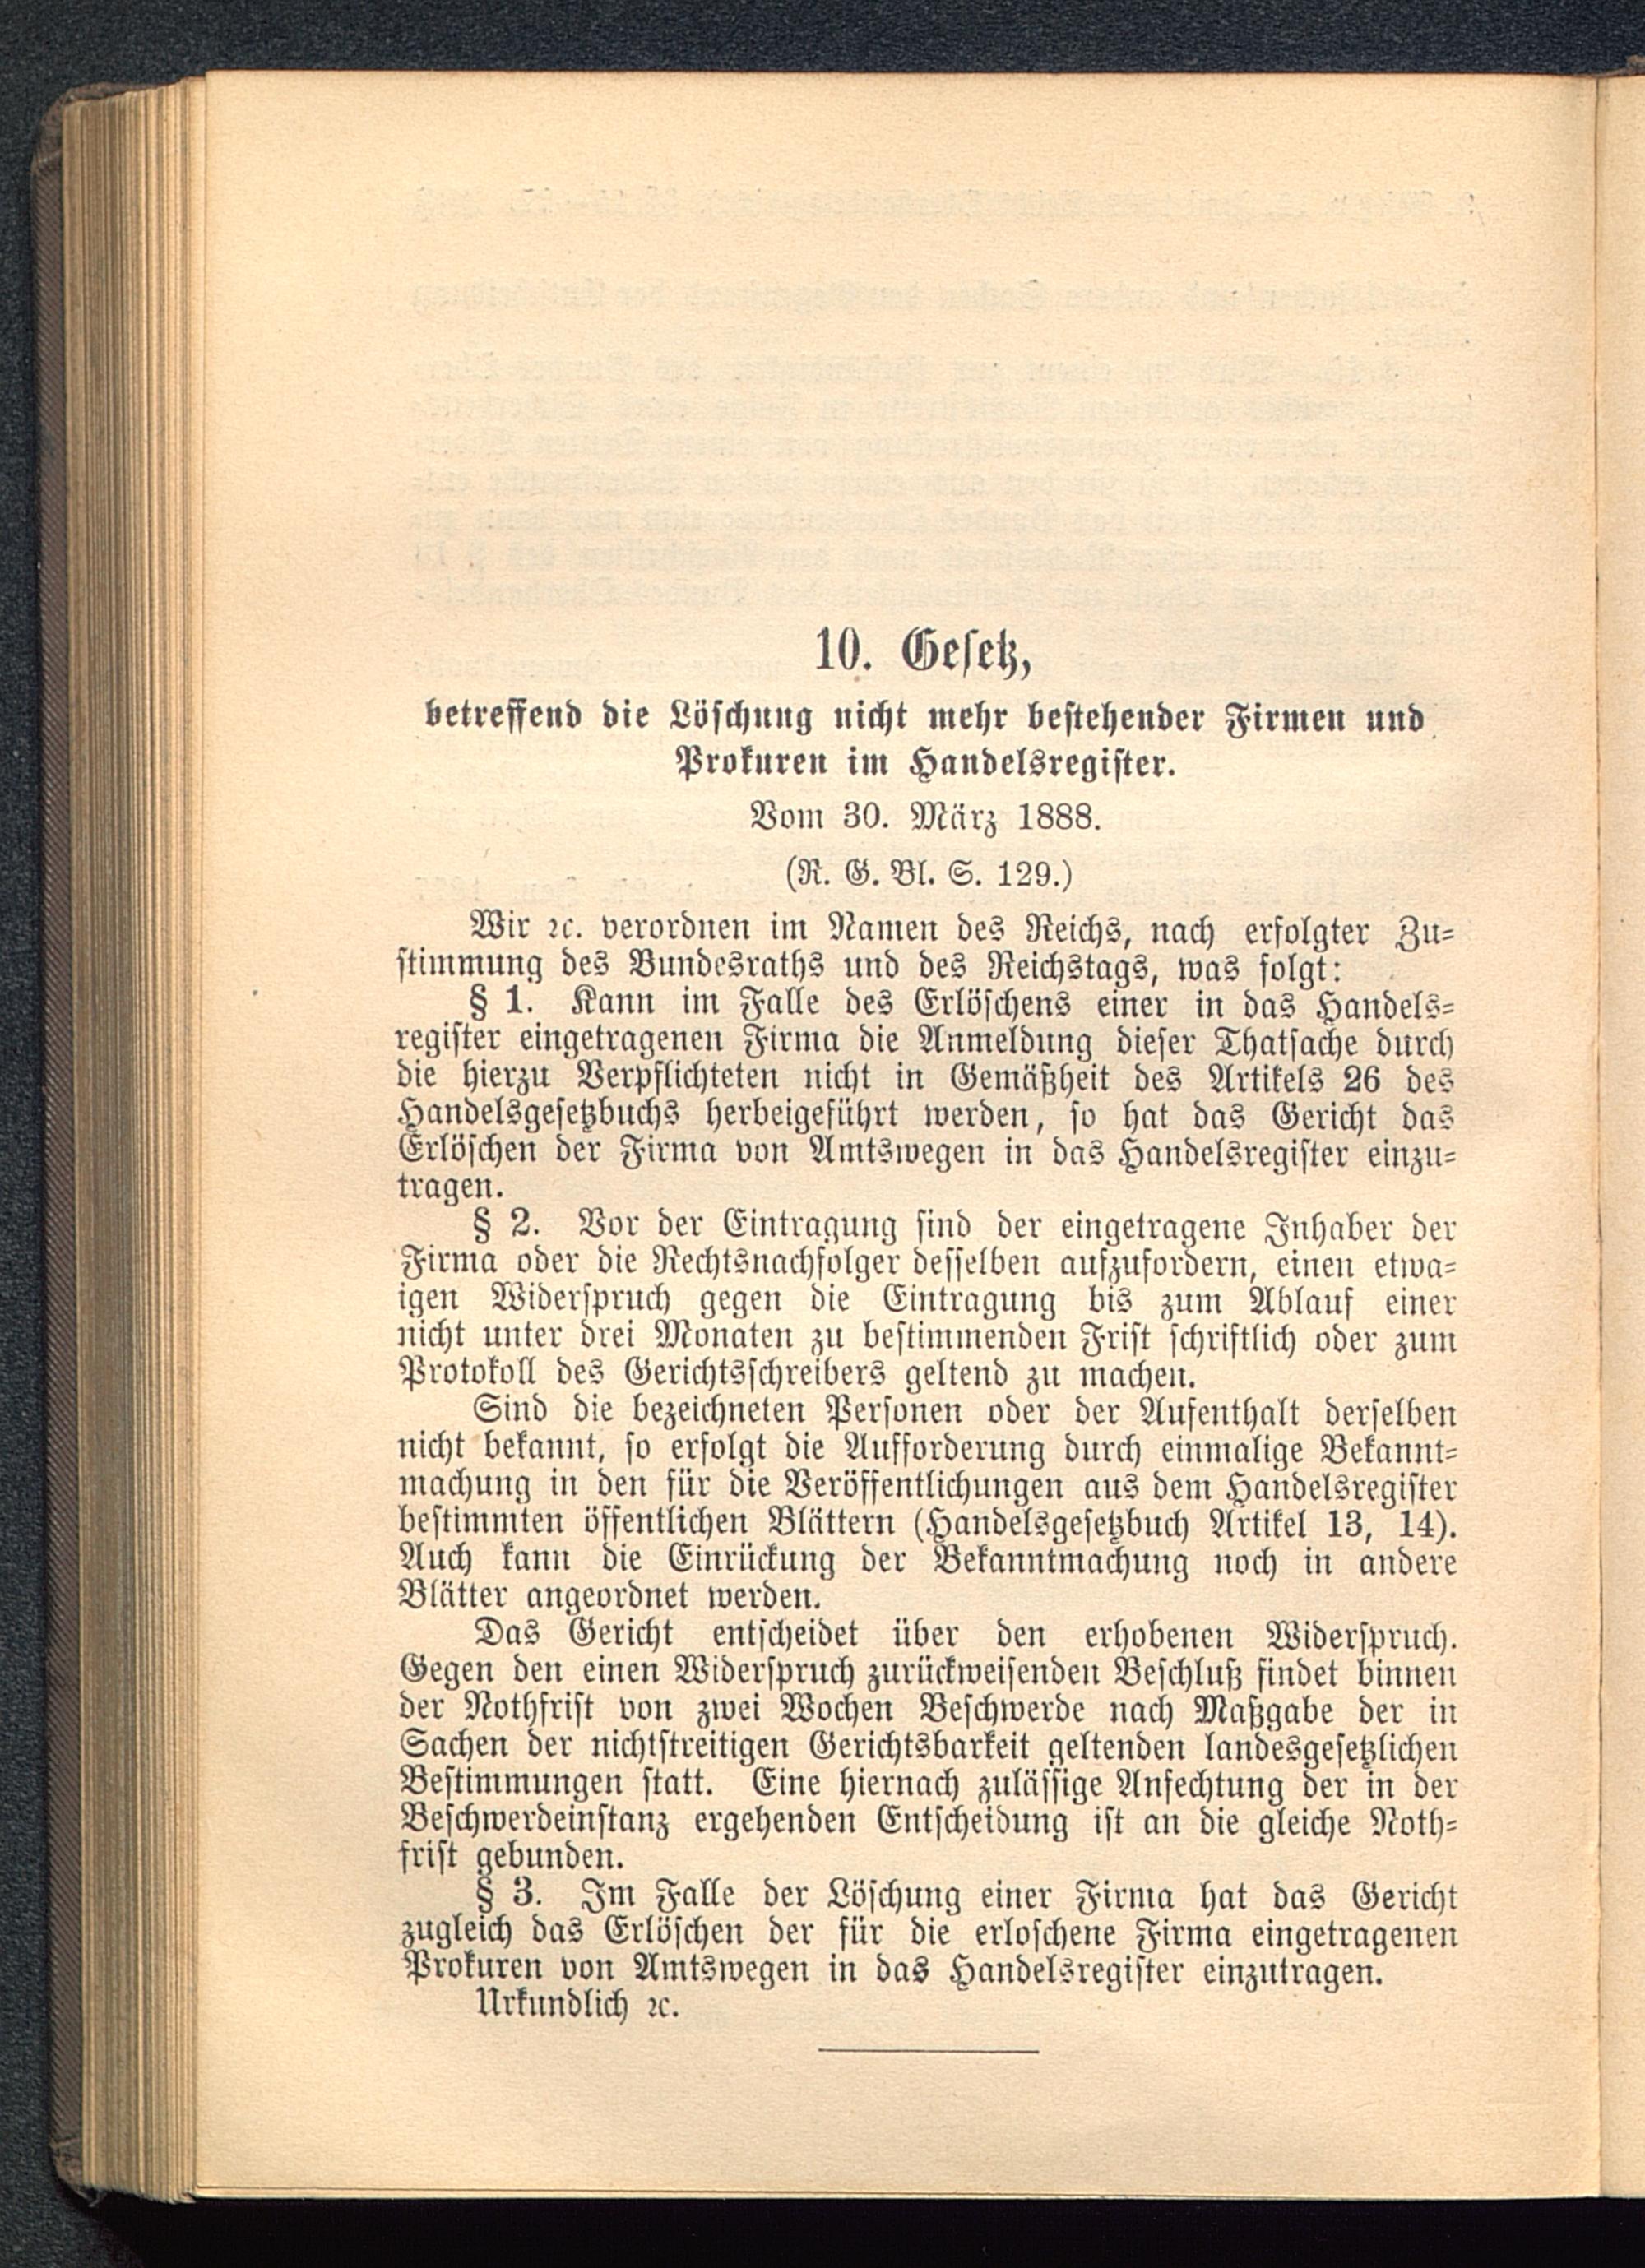 10. Gesetz,
betreffend die Löschung nicht mehr bestehender Firmen und
Prokuren im Handelsregister.
Vom 30. März 1888.
(R. G. Bl. S. 129.)
Wir ꝛc. verordnen im Namen des Reichs, nach erfolgter Zu-
stimmung des Bundesraths und des Reichstags, was folgt:
§ 1. Kann im Falle des Erlöschens einer in das Handels-
register eingetragenen Firma die Anmeldung dieser Thatsache durch
die hierzu Verpflichteten nicht in Gemäßheit des Artikels 26 des
Handelsgesetzbuchs herbeigeführt werden, so hat das Gericht das
Erlöschen der Firma von Amtswegen in das Handelsregister einzu-
tragen.
§ 2. Vor der Eintragung sind der eingetragene Inhaber der
Firma oder die Rechtsnachfolger desselben aufzufordern, einen etwa-
igen Widerspruch gegen die Eintragung bis zum Ablauf einer
nicht unter drei Monaten zu bestimmenden Frist schriftlich oder zum
Protokoll des Gerichtsschreibers geltend zu machen.
Sind die bezeichneten Personen oder der Aufenthalt derselben
nicht bekannt, so erfolgt die Aufforderung durch einmalige Bekannt-
machung in den für die Veröffentlichungen aus dem Handelsregister
bestimmten öffentlichen Blättern (Handelsgesetzbuch Artikel 13, 14).
Auch kann die Einrückung der Bekanntmachung noch in andere
Blätter angeordnet werden.
Das Gericht entscheidet über den erhobenen Widerspruch.
Gegen den einen Widerspruch zurückweisenden Beschluß findet binnen
der Nothfrist von zwei Wochen Beschwerde nach Maßgabe der in
Sachen der nichtstreitigen Gerichtsbarkeit geltenden landesgesetzlichen
Bestimmungen statt. Eine hiernach zulässige Anfechtung der in der
Beschwerdeinstanz ergehenden Entscheidung ist an die gleiche Noth-
frist gebunden.
§ 3. Im Falle der Löschung einer Firma hat das Gericht
zugleich das Erlöschen der für die erloschene Firma eingetragenen
Prokuren von Amtswegen in das Handelsregister einzutragen.
Urkundlich ꝛc.